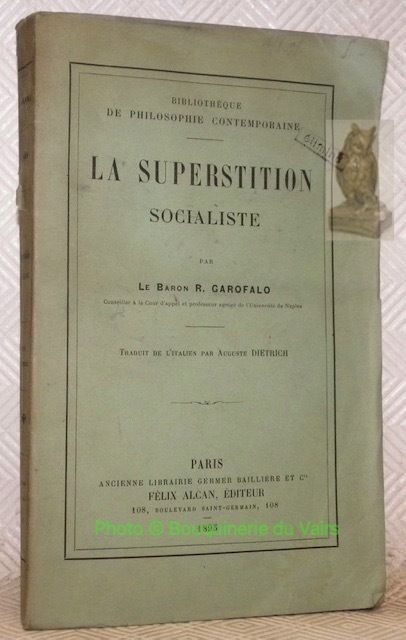 BIBLIOTHÈQUE
DE PHILOSOPHIE CONTEMPORAINE
LA SUPERSTITION
SOCIALISTE
PAR
LE BARON R. GAROFALO
Conseiller à la Cour d'appel et professeur agrégé de l'Université de Naples
TRADUIT DE L'ITALIEN PAR AUGUSTE DIETRICH
PARIS
ANCIENNE LIBRAIRIE GERMER BAILLIÈRE ET Cie
FÉLIX ALCAN, ÉDITEUR
108, BOULEVARD SAINT-GERMAIN, 108
Photo © Bouquinerie du Vairs
1895